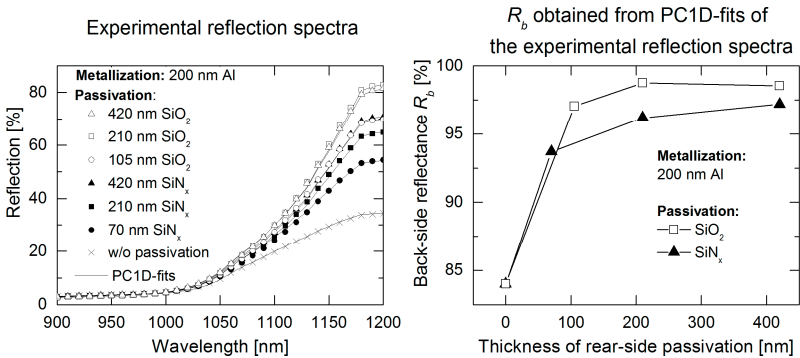 Experimental reflection spectra
Metallization: 200 nm Al
Passivation:
420 nm SiO2
210 nm SiO2
105 nm SiO2
420 nm SiNx
210 nm SiNx
70 nm SiNx
w/o passivation
PC1D-fits
Reflection [%]
80
60
40
20
0
900 950 1000 1050 1100 1150 1200
Wavelength [nm]
Rb obtained from PC1D-fits of
the experimental reflection spectra
Back-side reflectance Rb [%]
100
95
90
85
Metallization:
200 nm Al
Passivation:
SiO2
SiNx
0 100 200 300 400
Thickness of rear-side passivation [nm]